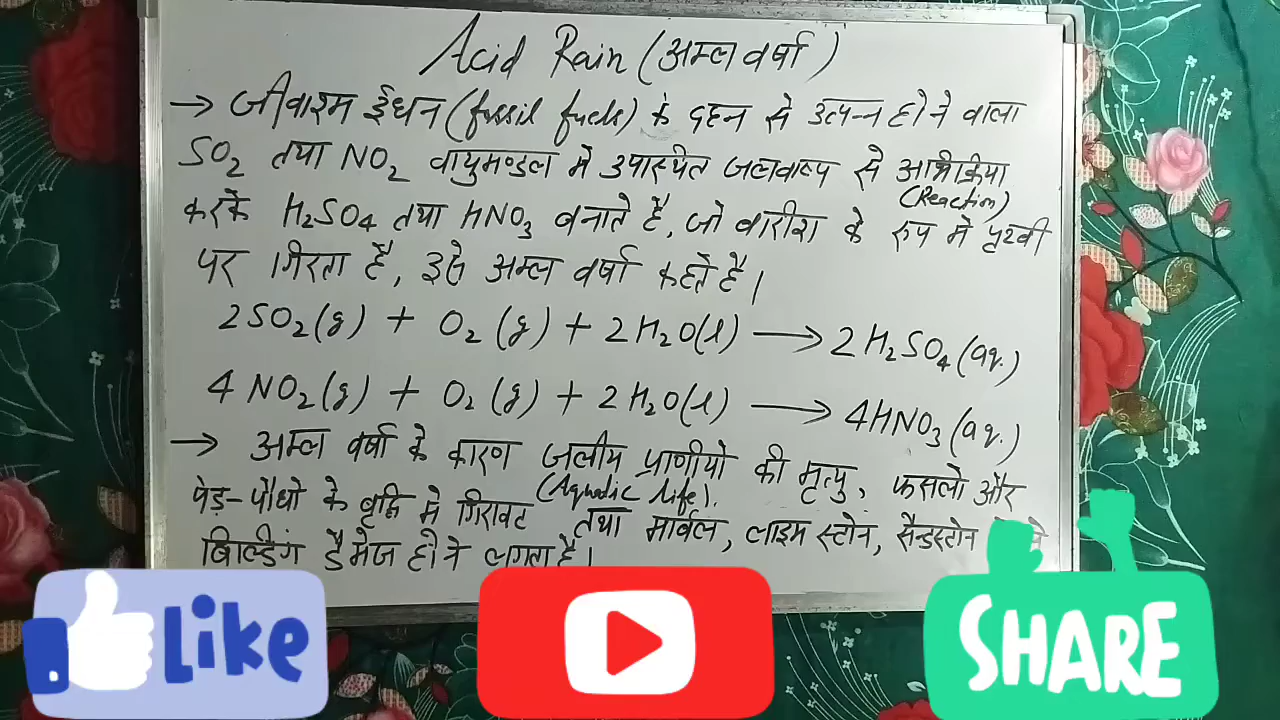 Acid Rain (अम्ल वर्षा)
→ जीवाश्म ईंधन (fossil fuels) के दहन से उत्पन्न होने वाला
SO₂ तथा NO₂ वायुमण्डल में उपस्थित जलवाष्प से अभिक्रिया
(Reaction)
करके H₂SO₄ तथा HNO₃ बनाते है, जो बारीश के रूप में पृथ्वी
पर गिरता है, इसे अम्ल वर्षा कहते है।
2SO₂(g) + O₂(g) + 2H₂O(l) ⟶ 2H₂SO₄(aq.)
4NO₂(g) + O₂(g) + 2H₂O(l) ⟶ 4HNO₃(aq.)
→ अम्ल वर्षा के कारण जलीय प्राणीयो की मृत्यु, फसलो और
(Aquatic life).
पेड़-पौधो के वृद्धि में गिरावट तथा मार्बल, लाइम स्टोन, सैन्डस्टोन
बिल्डिंग डैमेज होने लगता है।
Like
SHARE